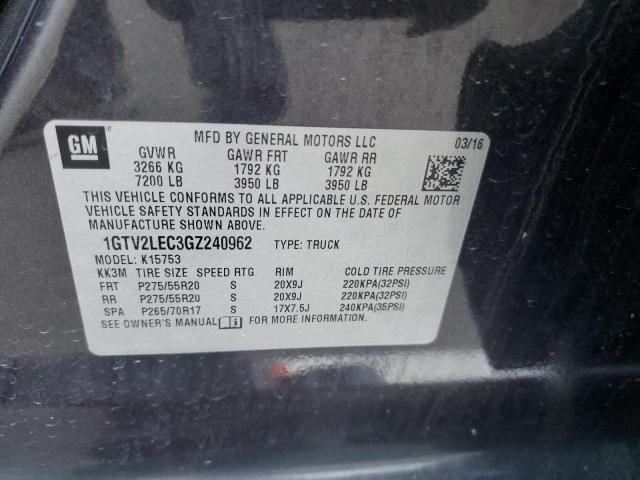 GM
MFD BY GENERAL MOTORS LLC 03/16
GVWR GAWR FRT GAWR RR
3266 KG 1792 KG 1792 KG
7200 LB 3950 LB 3950 LB
THIS VEHICLE CONFORMS TO ALL APPLICABLE U.S. FEDERAL MOTOR
VEHICLE SAFETY STANDARDS IN EFFECT ON THE DATE OF
MANUFACTURE SHOWN ABOVE.
1GTV2LEC3GZ240962 TYPE: TRUCK
MODEL: K15753
KK3M TIRE SIZE SPEED RTG RIM COLD TIRE PRESSURE
FRT P275/55R20 S 20X9J 220KPA(32PSI)
RR P275/55R20 S 20X9J 220KPA(32PSI)
SPA P265/70R17 S 17X7.5J 240KPA(35PSI)
SEE OWNER'S MANUAL FOR MORE INFORMATION.